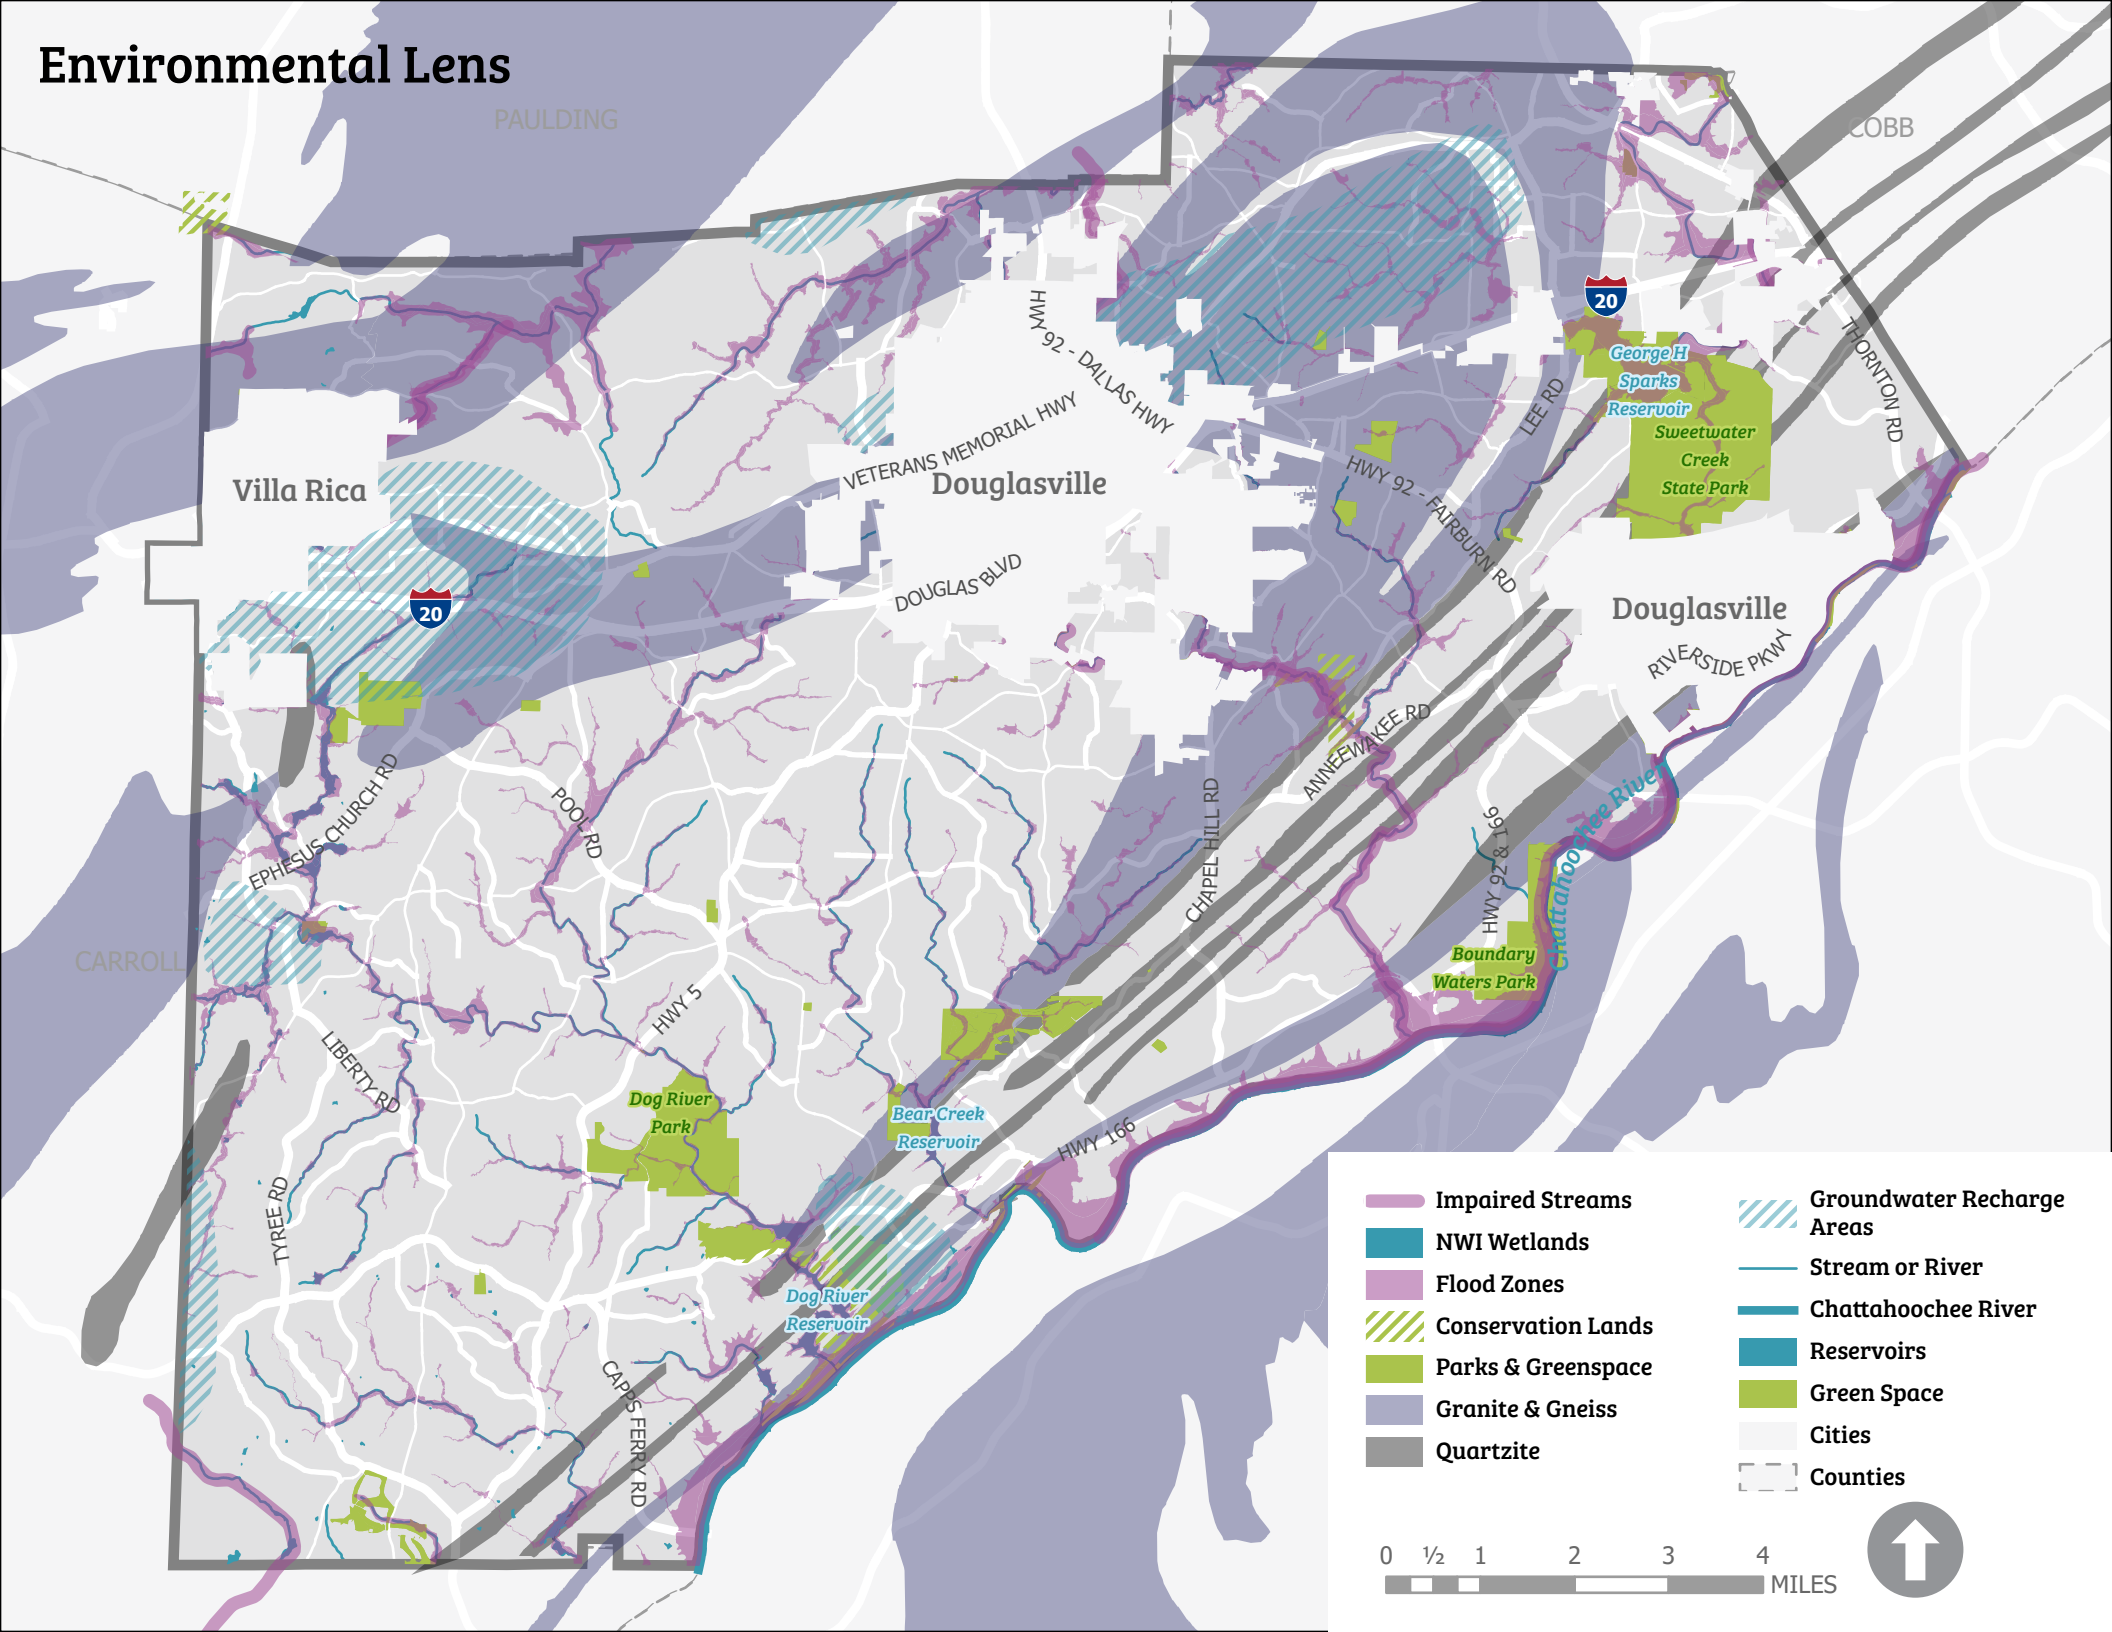 Environmental Lens
PAULDING
COBB
CARROLL
Villa Rica
Douglasville
Douglasville
20
20
HWY 92 - DALLAS HWY
VETERANS MEMORIAL HWY
DOUGLAS BLVD
LEE RD
HWY 92 - FAIRBURN RD
THORNTON RD
RIVERSIDE PKWY
George H
Sparks
Reservoir
Sweetwater
Creek
State Park
ANNEEWAKEE RD
CHAPEL HILL RD
HWY 92 & 166
Chattahoochee River
Chattahoochee River
Boundary
Waters Park
EPHESUS CHURCH RD
POOL RD
HWY 5
LIBERTY RD
TYREE RD
Dog River
Park
Bear Creek
Reservoir
HWY 166
Dog River
Reservoir
CAPPS FERRY RD
Impaired Streams
NWI Wetlands
Flood Zones
Conservation Lands
Parks & Greenspace
Granite & Gneiss
Quartzite
Groundwater Recharge
Areas
Stream or River
Chattahoochee River
Reservoirs
Green Space
Cities
Counties
0 ½ 1 2 3 4
MILES